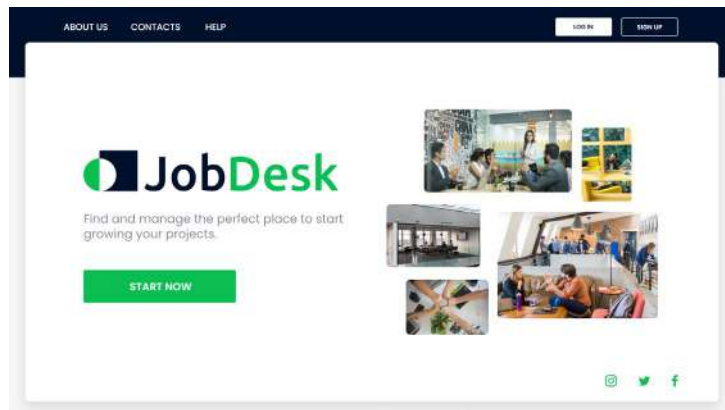 ABOUT US CONTACTS HELP LOG IN SIGN UP
JobDesk
Find and manage the perfect place to start
growing your projects.
START NOW